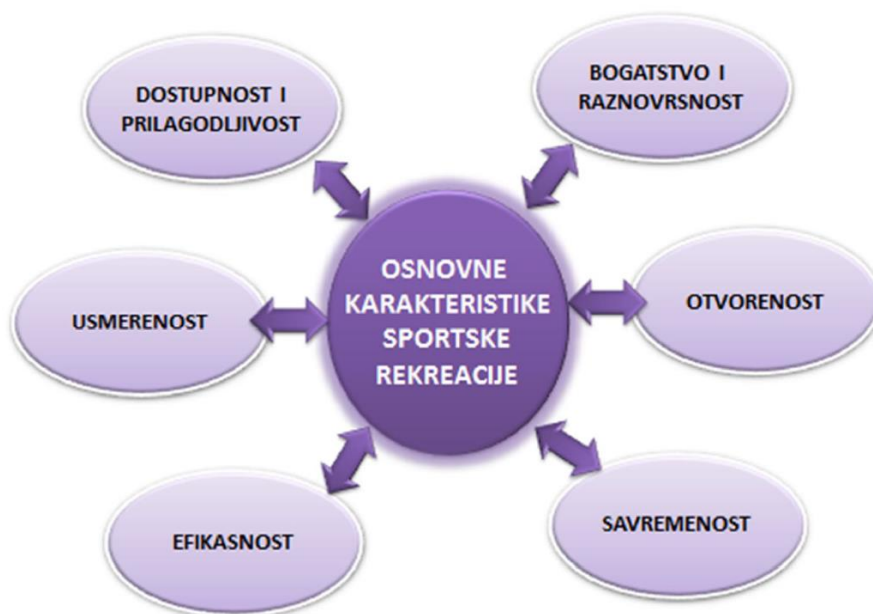 DOSTUPNOST I
PRILAGODLJIVOST
BOGATSTVO I
RAZNOVRSNOST
USMERENOST
OSNOVNE
KARAKTERISTIKE
SPORTSKE
REKREACIJE
OTVORENOST
EFIKASNOST
SAVREMENOST